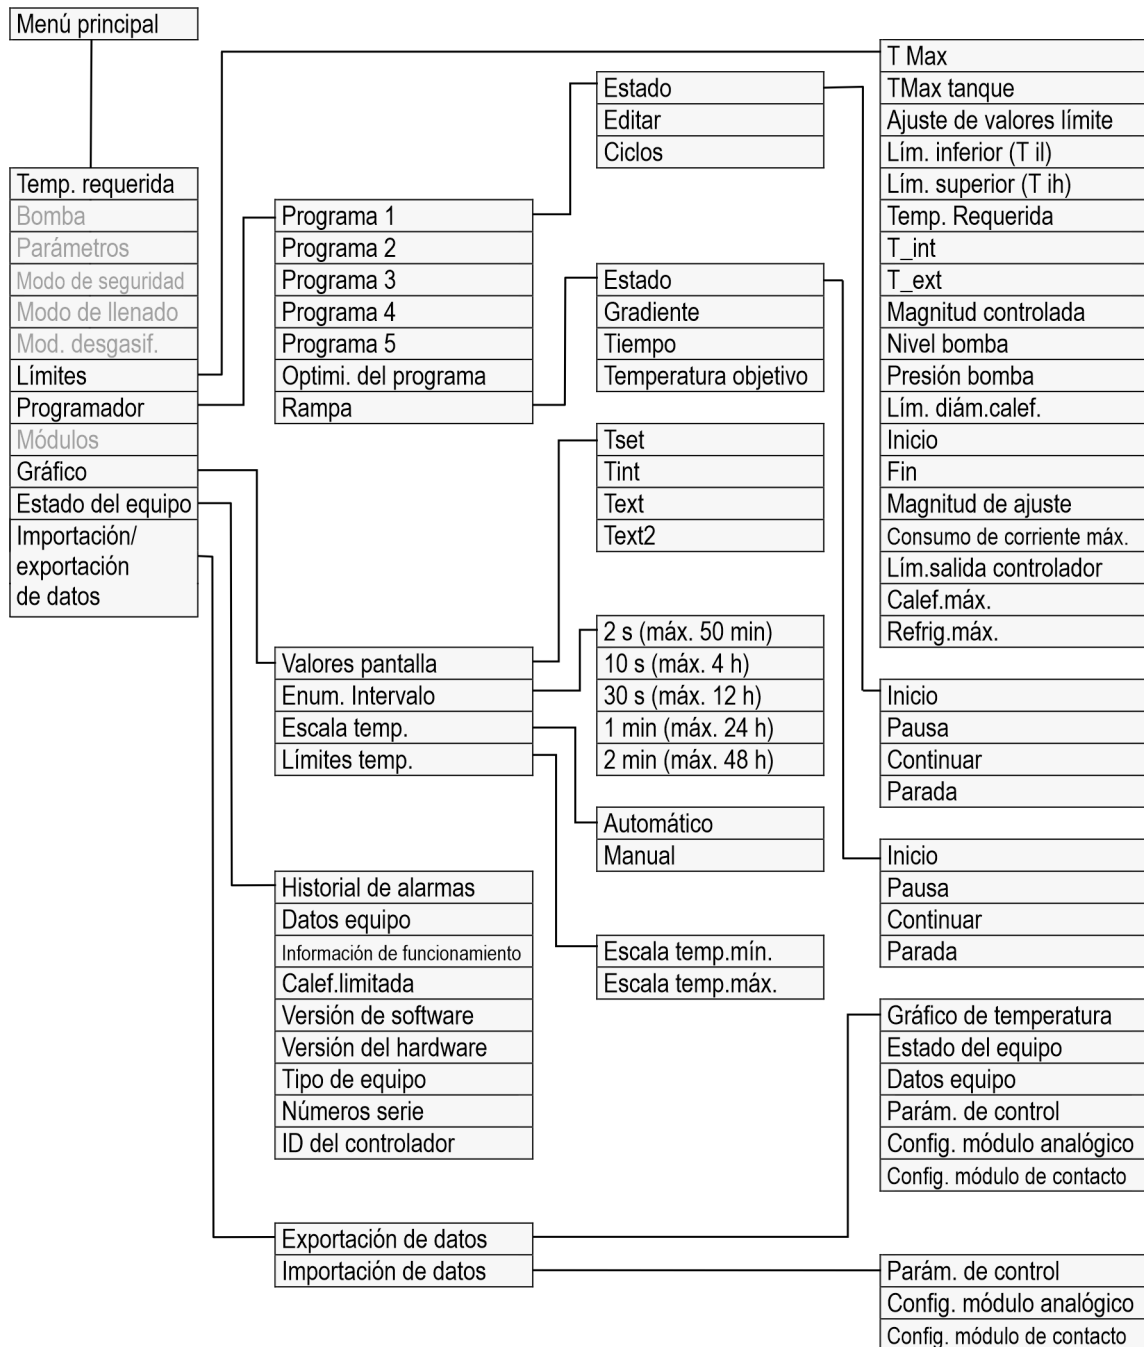 Menú principal
Temp. requerida
Bomba
Parámetros
Modo de seguridad
Modo de llenado
Mod. desgasif.
Límites
Programador
Módulos
Gráfico
Estado del equipo
Importación/
exportación
de datos
Programa 1
Programa 2
Programa 3
Programa 4
Programa 5
Optimi. del programa
Rampa
Valores pantalla
Enum. Intervalo
Escala temp.
Límites temp.
Historial de alarmas
Datos equipo
Información de funcionamiento
Calef.limitada
Versión de software
Versión del hardware
Tipo de equipo
Números serie
ID del controlador
Exportación de datos
Importación de datos
Estado
Editar
Ciclos
Estado
Gradiente
Tiempo
Temperatura objetivo
Tset
Tint
Text
Text2
2 s (máx. 50 min)
10 s (máx. 4 h)
30 s (máx. 12 h)
1 min (máx. 24 h)
2 min (máx. 48 h)
Automático
Manual
Escala temp.mín.
Escala temp.máx.
T Max
TMax tanque
Ajuste de valores límite
Lím. inferior (T il)
Lím. superior (T ih)
Temp. Requerida
T_int
T_ext
Magnitud controlada
Nivel bomba
Presión bomba
Lím. diám.calef.
Inicio
Fin
Magnitud de ajuste
Consumo de corriente máx.
Lím.salida controlador
Calef.máx.
Refrig.máx.
Inicio
Pausa
Continuar
Parada
Inicio
Pausa
Continuar
Parada
Gráfico de temperatura
Estado del equipo
Datos equipo
Parám. de control
Config. módulo analógico
Config. módulo de contacto
Parám. de control
Config. módulo analógico
Config. módulo de contacto